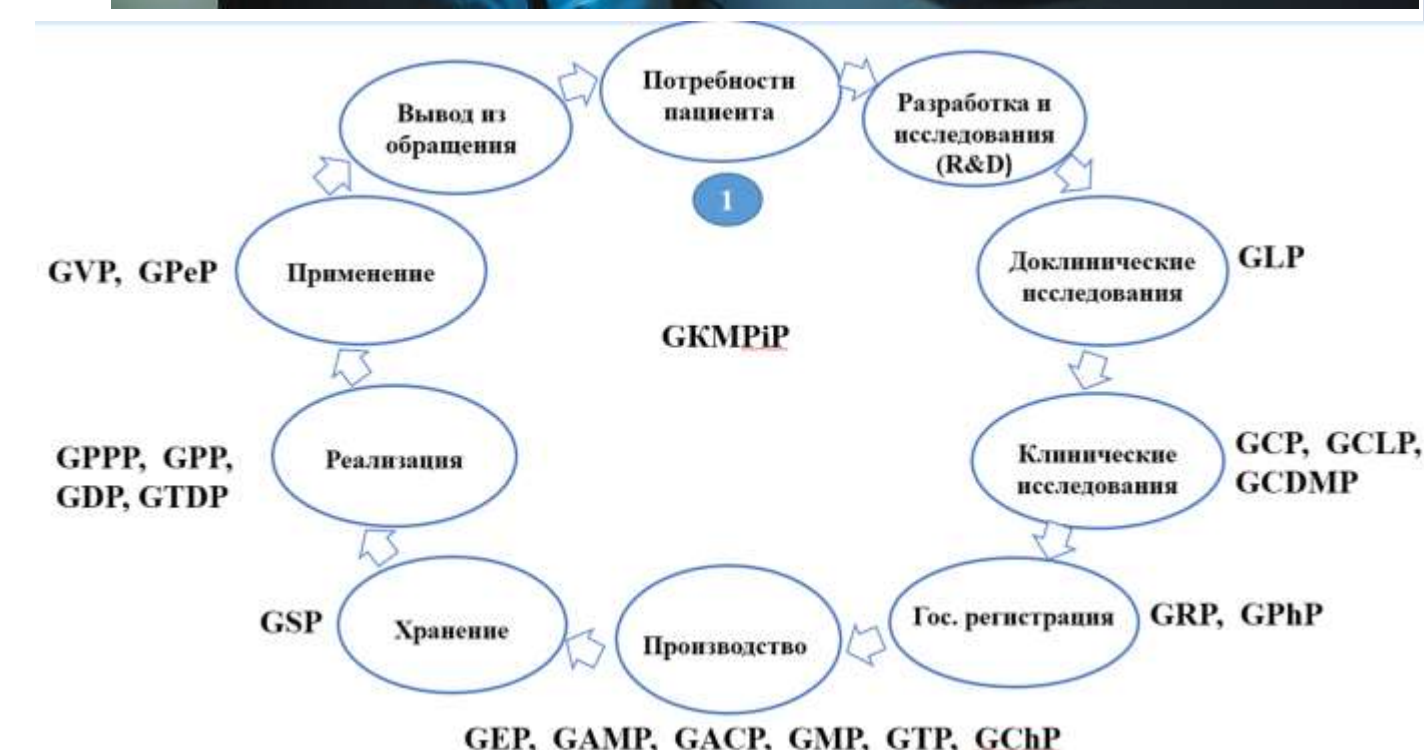 Потребности
пациента
1
Разработка и
исследования
(R&D)
Доклинические
исследования
GLP
Клинические
исследования
GCP, GCLP,
GCDMP
Гос. регистрация
GRP, GPhP
Производство
GEP, GAMP, GACP, GMP, GTP, GChP
Хранение
GSP
Реализация
GPPP, GPP,
GDP, GTDP
Применение
GVP, GPeP
Вывод из
обращения
GKMPiP